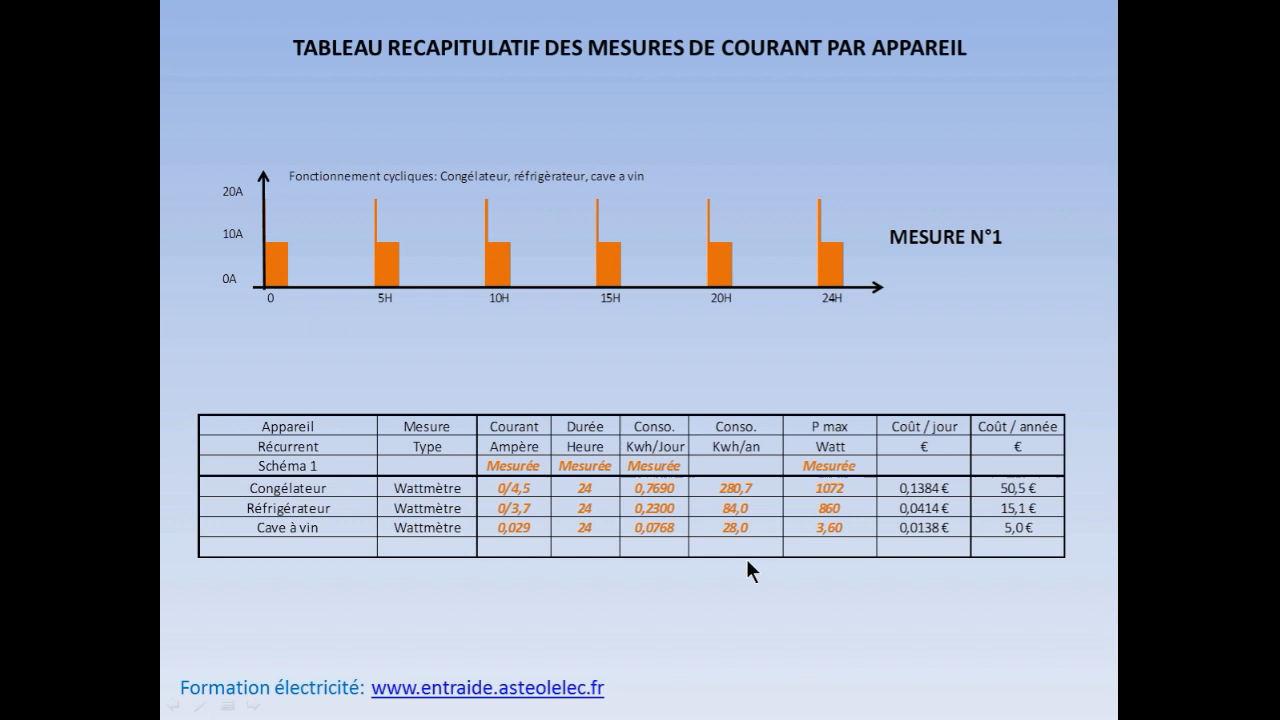 TABLEAU RECAPITULATIF DES MESURES DE COURANT PAR APPAREIL
Fonctionnement cycliques: Congélateur, réfrigèrateur, cave a vin
20A
10A
0A
0 5H 10H 15H 20H 24H
MESURE N°1
Appareil Mesure Courant Durée Conso. Conso. P max Coût / jour Coût / année
Récurrent Type Ampère Heure Kwh/Jour Kwh/an Watt € €
Schéma 1 Mesurée Mesurée Mesurée Mesurée
Congélateur Wattmètre 0/4,5 24 0,7690 280,7 1072 0,1384 € 50,5 €
Réfrigérateur Wattmètre 0/3,7 24 0,2300 84,0 860 0,0414 € 15,1 €
Cave à vin Wattmètre 0,029 24 0,0768 28,0 3,60 0,0138 € 5,0 €
Formation électricité: www.entraide.asteolelec.fr